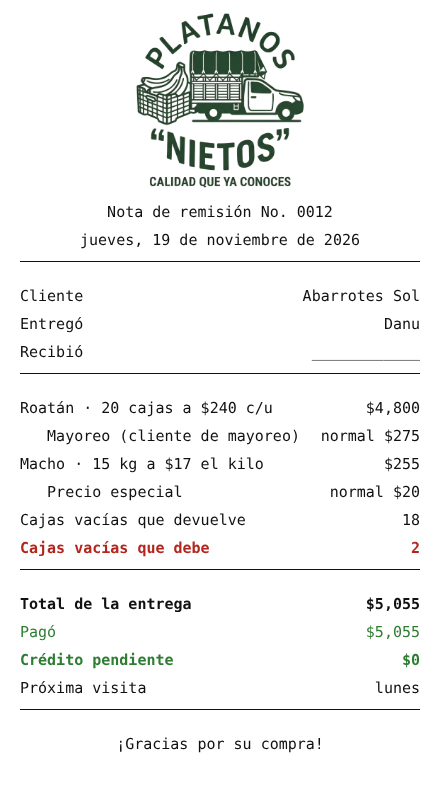 PLATANOS
“NIETOS”
CALIDAD QUE YA CONOCES
Nota de remisión No. 0012
jueves, 19 de noviembre de 2026
Cliente Abarrotes Sol
Entregó Danu
Recibió ____________
Roatán · 20 cajas a $240 c/u $4,800
Mayoreo (cliente de mayoreo) normal $275
Macho · 15 kg a $17 el kilo $255
Precio especial normal $20
Cajas vacías que devuelve 18
Cajas vacías que debe 2
Total de la entrega $5,055
Pagó $5,055
Crédito pendiente $0
Próxima visita lunes
¡Gracias por su compra!